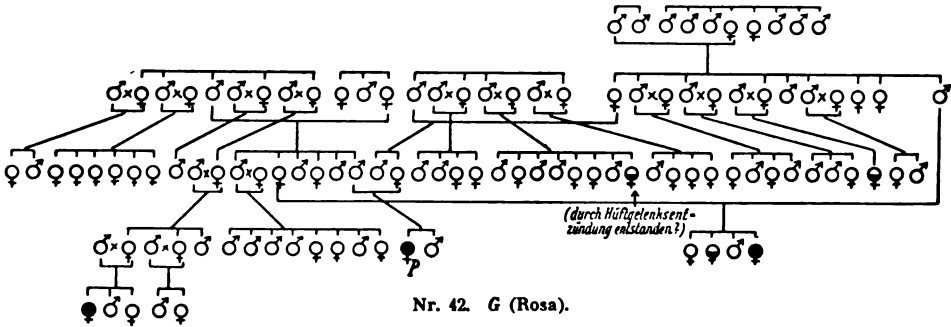 (durch Hüftgelenksent=
zündung entstanden?)
P
Nr. 42. G (Rosa).